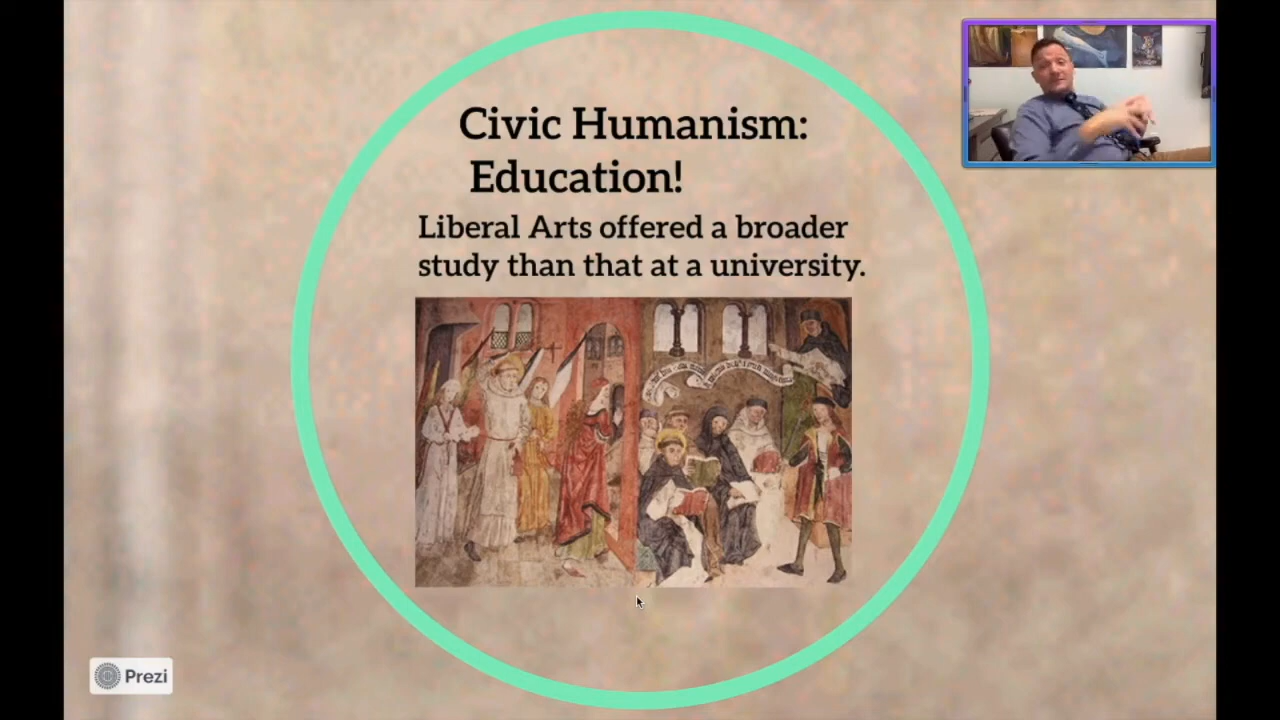 Civic Humanism:
Education!
Liberal Arts offered a broader
study than that at a university.
Prezi